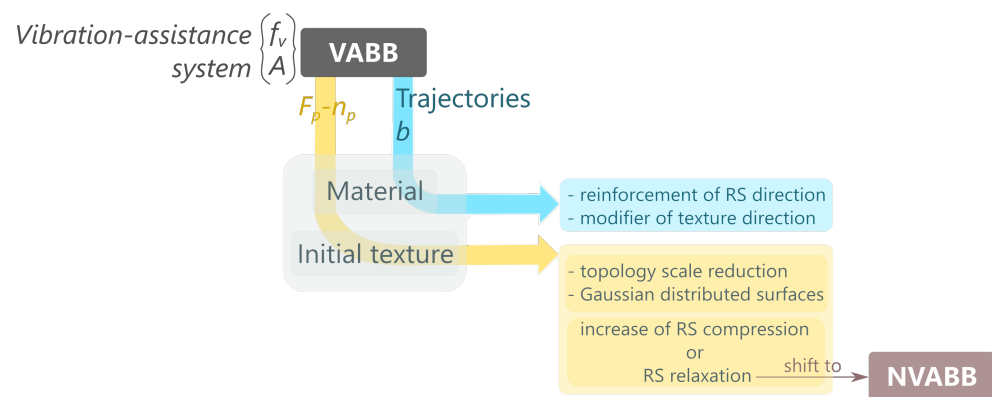 Vibration-assistance
system
fv
A
VABB
Fp-np
Trajectories
b
Material
Initial texture
- reinforcement of RS direction
- modifier of texture direction
- topology scale reduction
- Gaussian distributed surfaces
increase of RS compression
or
RS relaxation
shift to
NVABB